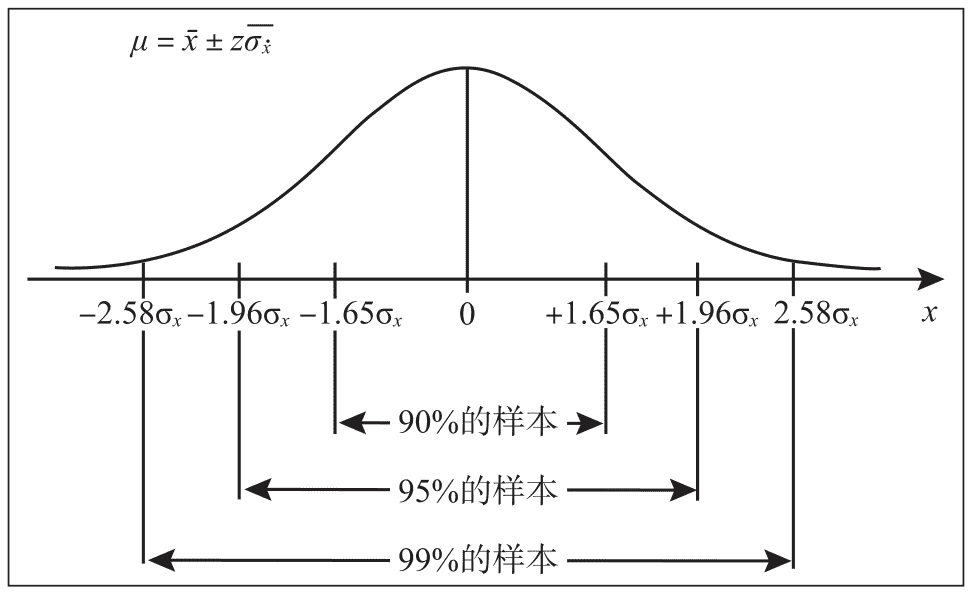 μ = x̄ ± zσ̅ẋ
−2.58σₓ −1.96σₓ −1.65σₓ 0 +1.65σₓ +1.96σₓ 2.58σₓ x
90%的样本
95%的样本
99%的样本